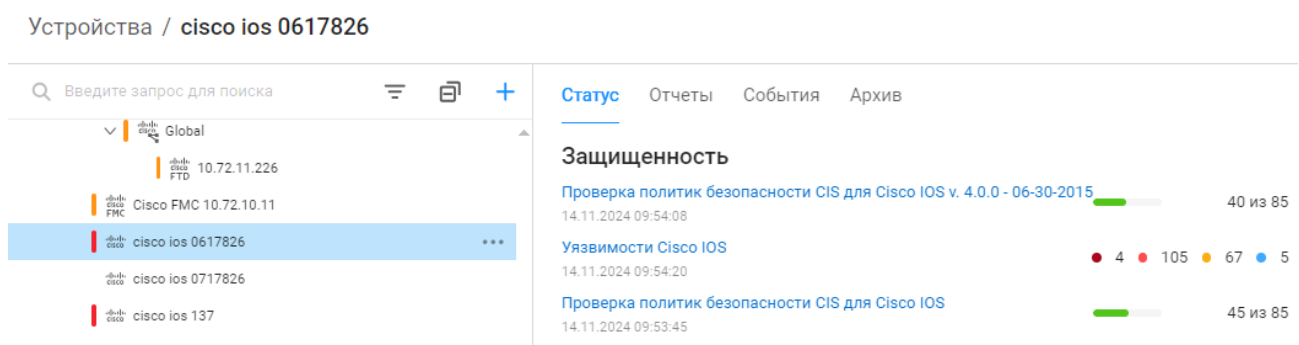 Устройства / cisco ios 0617826
Введите запрос для поиска
Global
10.72.11.226
FTD
Cisco FMC 10.72.10.11
FMC
cisco ios 0617826
cisco ios 0717826
cisco ios 137
Статус Отчеты События Архив
Защищенность
Проверка политик безопасности CIS для Cisco IOS v. 4.0.0 - 06-30-2015 40 из 85
14.11.2024 09:54:08
Уязвимости Cisco IOS 4 105 67 5
14.11.2024 09:54:20
Проверка политик безопасности CIS для Cisco IOS 45 из 85
14.11.2024 09:53:45